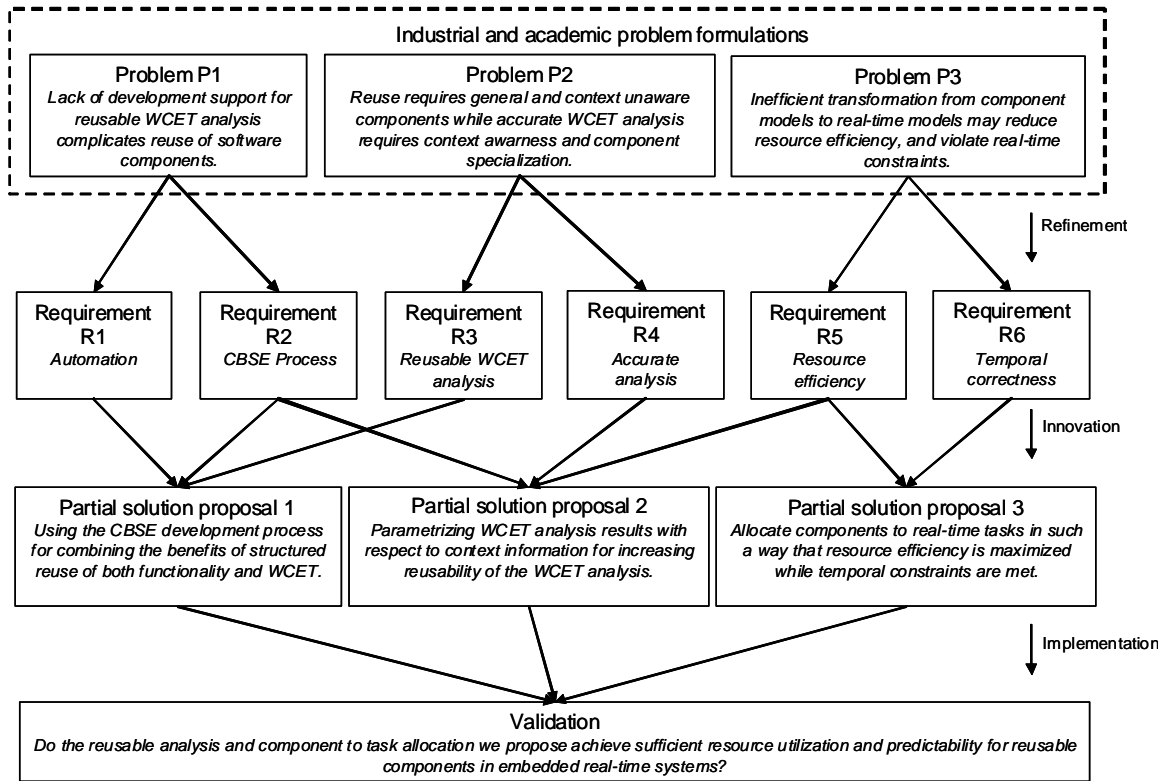 Industrial and academic problem formulations
Problem P1
Lack of development support for
reusable WCET analysis
complicates reuse of software
components.
Problem P2
Reuse requires general and context unaware
components while accurate WCET analysis
requires context awarness and component
specialization.
Problem P3
Inefficient transformation from component
models to real-time models may reduce
resource efficiency, and violate real-time
constraints.
Refinement
Requirement
R1
Automation
Requirement
R2
CBSE Process
Requirement
R3
Reusable WCET
analysis
Requirement
R4
Accurate
analysis
Requirement
R5
Resource
efficiency
Requirement
R6
Temporal
correctness
Innovation
Partial solution proposal 1
Using the CBSE development process
for combining the benefits of structured
reuse of both functionality and WCET.
Partial solution proposal 2
Parametrizing WCET analysis results with
respect to context information for increasing
reusability of the WCET analysis.
Partial solution proposal 3
Allocate components to real-time tasks in such
a way that resource efficiency is maximized
while temporal constraints are met.
Implementation
Validation
Do the reusable analysis and component to task allocation we propose achieve sufficient resource utilization and predictability for reusable
components in embedded real-time systems?